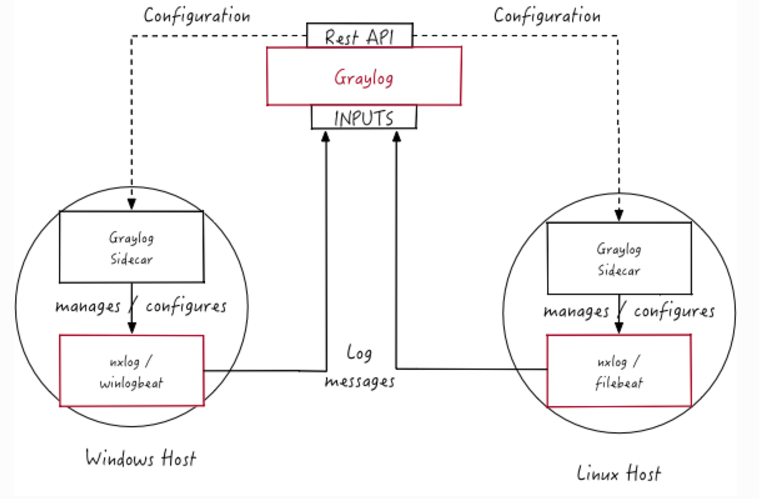 Configuration
Configuration
Rest API
Graylog
INPUTS
Graylog
Sidecar
manages / configures
nxlog /
winlogbeat
Windows Host
Log
messages
Graylog
Sidecar
manages / configures
nxlog /
filebeat
Linux Host